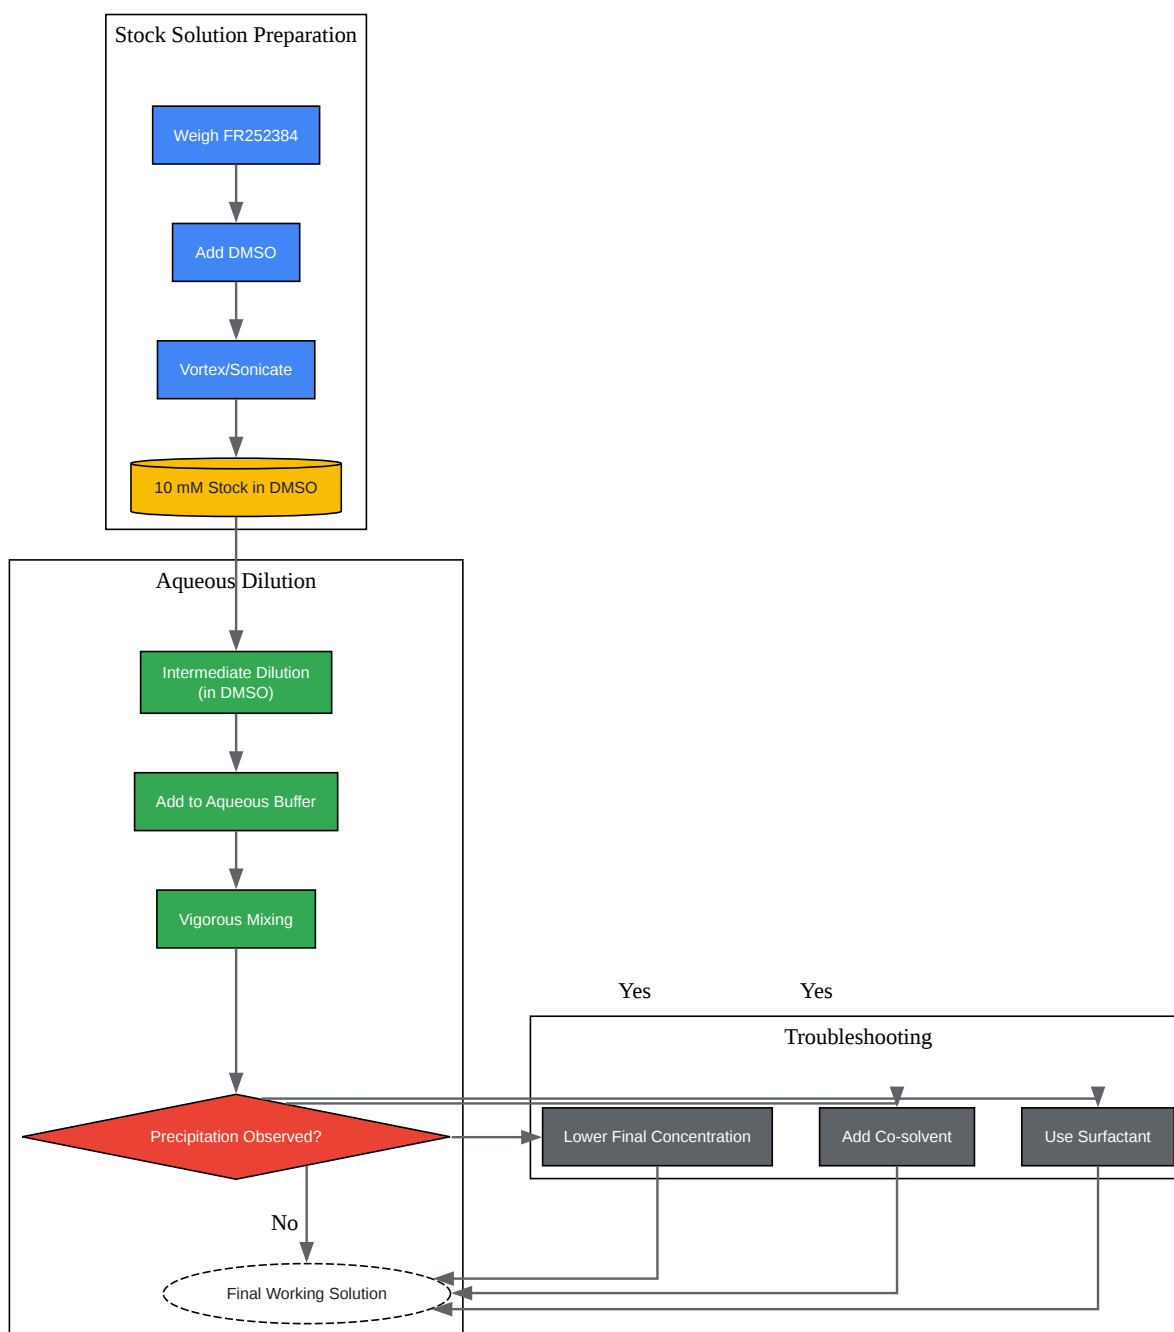 Stock Solution Preparation
Weigh FR252384
Add DMSO
Vortex/Sonicate
10 mM Stock in DMSO
Aqueous Dilution
Intermediate Dilution
(in DMSO)
Add to Aqueous Buffer
Vigorous Mixing
Yes
Yes
Troubleshooting
Precipitation Observed?
Lower Final Concentration
Add Co-solvent
Use Surfactant
No
Final Working Solution